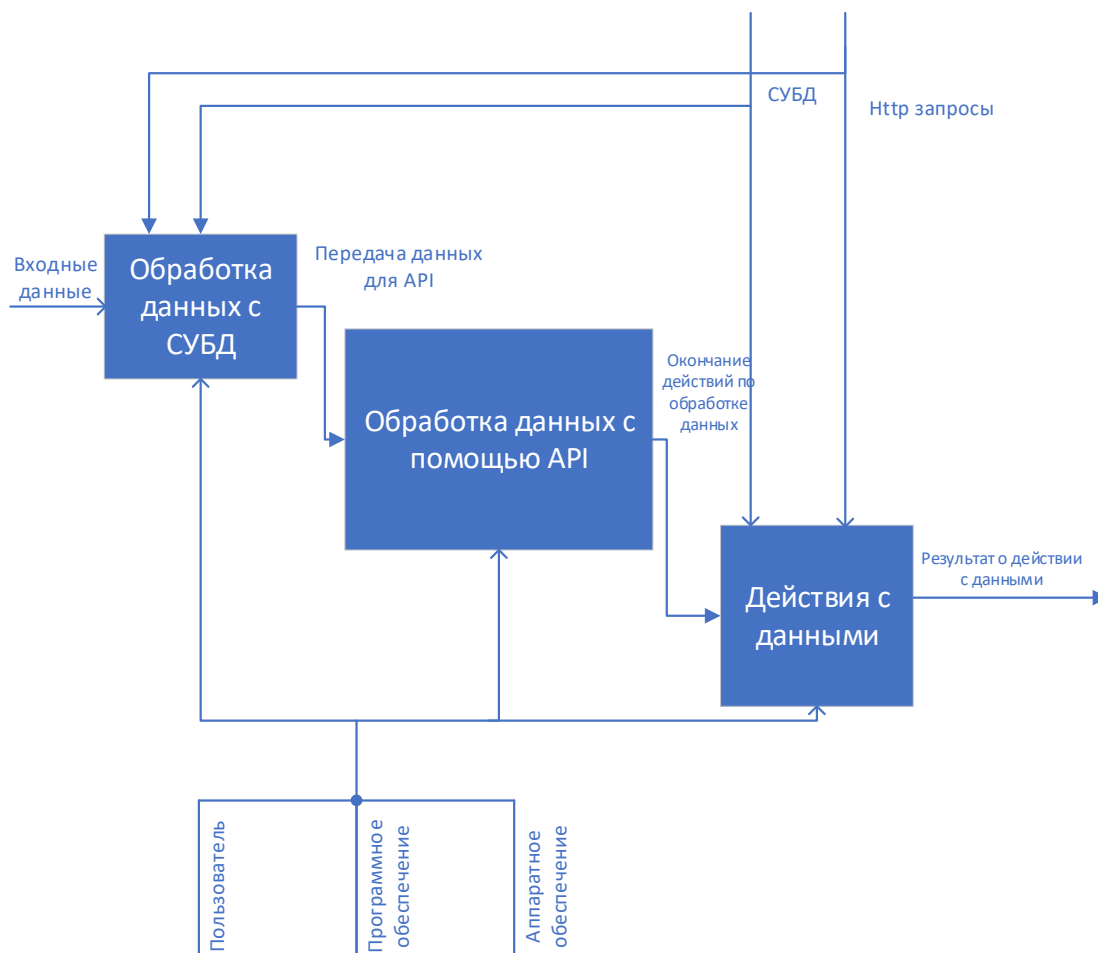 СУБД
Http запросы
Входные
данные
Обработка
данных с
СУБД
Передача данных
для API
Обработка данных с
помощью API
Окончание
действий по
обработке
данных
Действия с
данными
Результат о действии
с данными
Пользователь
Программное
обеспечение
Аппаратное
обеспечение